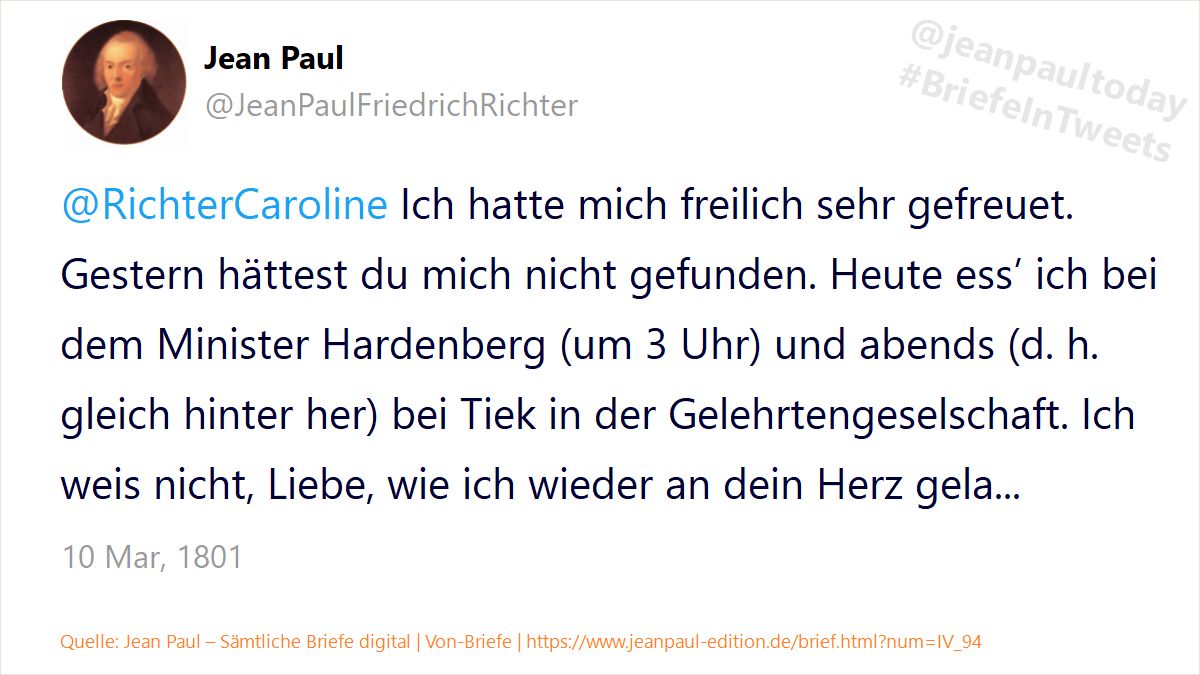 Jean Paul
@JeanPaulFriedrichRichter
@jeanpaultoday
#BriefeInTweets
@RichterCaroline Ich hatte mich freilich sehr gefreuet.
Gestern hättest du mich nicht gefunden. Heute ess’ ich bei
dem Minister Hardenberg (um 3 Uhr) und abends (d. h.
gleich hinter her) bei Tiek in der Gelehrtengeselschaft. Ich
weis nicht, Liebe, wie ich wieder an dein Herz gela...
10 Mar, 1801
Quelle: Jean Paul – Sämtliche Briefe digital | Von-Briefe | https://www.jeanpaul-edition.de/brief.html?num=IV_94